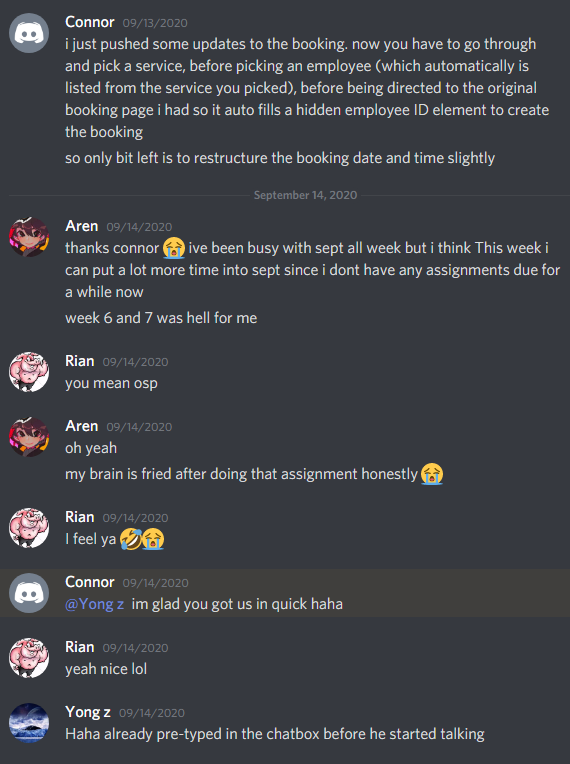 Connor 09/13/2020
i just pushed some updates to the booking. now you have to go through
and pick a service, before picking an employee (which automatically is
listed from the service you picked), before being directed to the original
booking page i had so it auto fills a hidden employee ID element to create
the booking
so only bit left is to restructure the booking date and time slightly
September 14, 2020
Aren 09/14/2020
thanks connor 😭 ive been busy with sept all week but i think This week i
can put a lot more time into sept since i dont have any assignments due for
a while now
week 6 and 7 was hell for me
Rian 09/14/2020
you mean osp
Aren 09/14/2020
oh yeah
my brain is fried after doing that assignment honestly 😭
Rian 09/14/2020
I feel ya 🤣😭
Connor 09/14/2020
@Yong z im glad you got us in quick haha
Rian 09/14/2020
yeah nice lol
Yong z 09/14/2020
Haha already pre-typed in the chatbox before he started talking